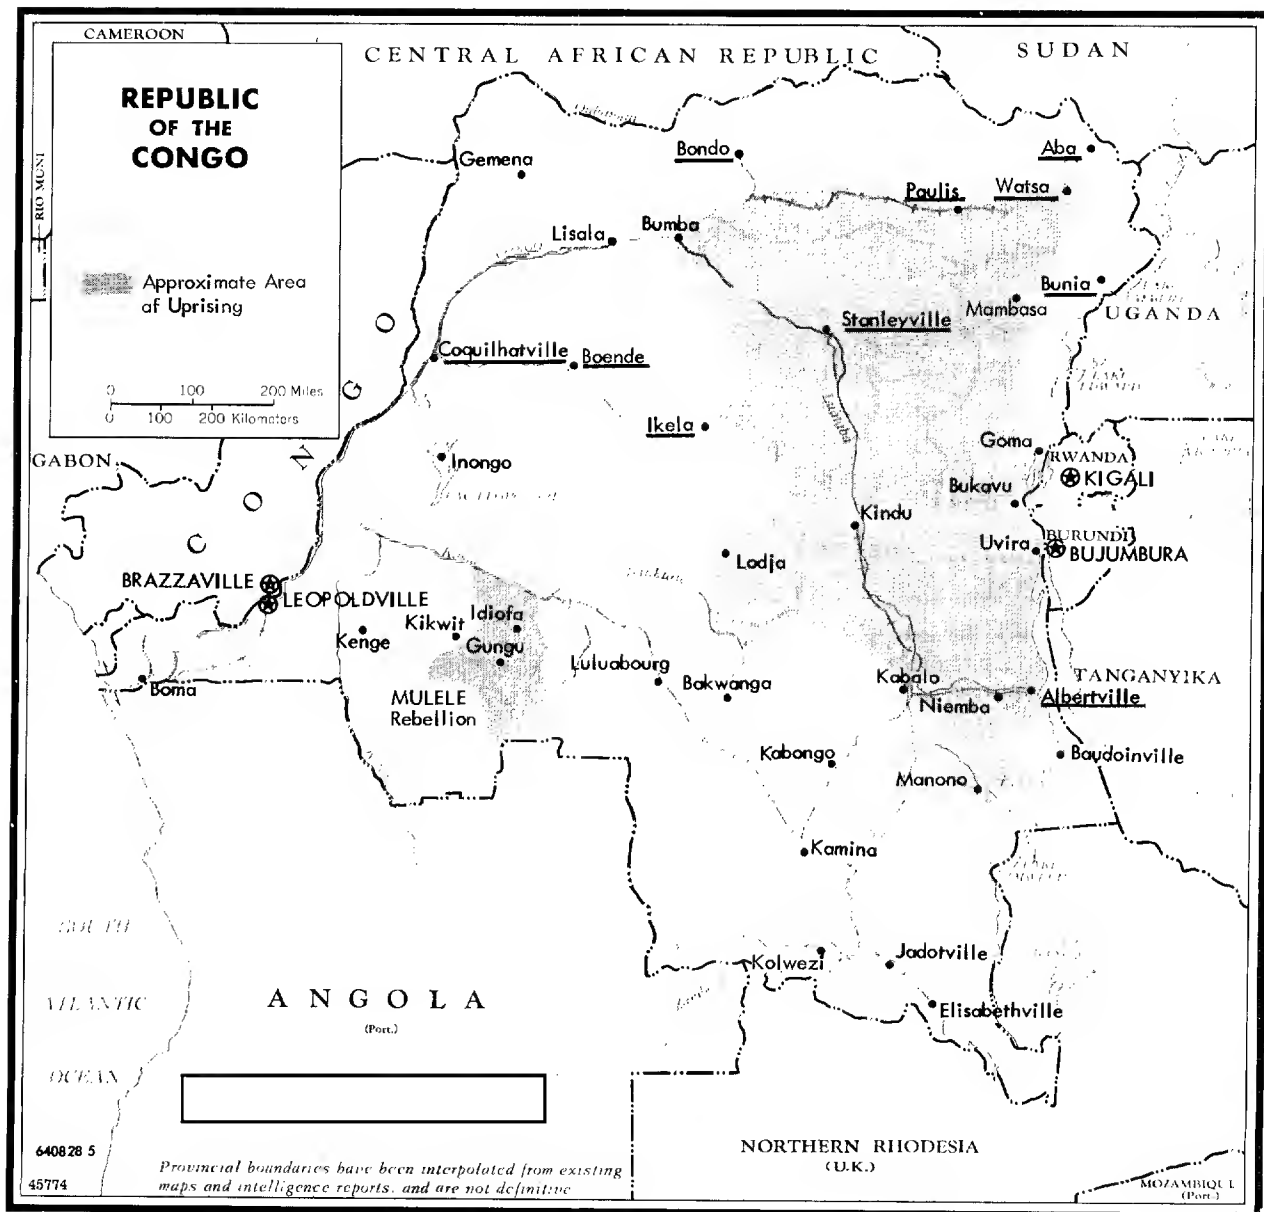 CAMEROON
CENTRAL AFRICAN REPUBLIC
SUDAN
REPUBLIC
OF THE
CONGO
RIO MUNI
Approximate Area
of Uprising
0 100 200 Miles
0 100 200 Kilometers
Gemena
Bondo
Aba
Paulis
Watsa
Lisala
Bumba
Bunia
Mambasa
UGANDA
Stanleyville
Coquilhatville
Boende
CONGO
Lualaba
LAKE
EDWARD
Ikela
Goma
RWANDA
KIGALI
GABON
Inongo
Bukavu
Kindu
BURUNDI
Uvira
BUJUMBURA
Lodja
BRAZZAVILLE
LEOPOLDVILLE
Idiofa
Kikwit
Kenge
Gungu
Luluabourg
Bakwanga
Kabalo
TANGANYIKA
Boma
MULELE
Rebellion
Niemba
Albertville
Kabongo
Baudoinville
Manono
Kamina
SOUTH
ATLANTIC
OCEAN
Kolwezi
Jadotville
Elisabethville
ANGOLA
(Port.)
NORTHERN RHODESIA
(U.K.)
640828 5
45774
Provincial boundaries have been interpolated from existing
maps and intelligence reports, and are not definitive
MOZAMBIQUE
(Port.)